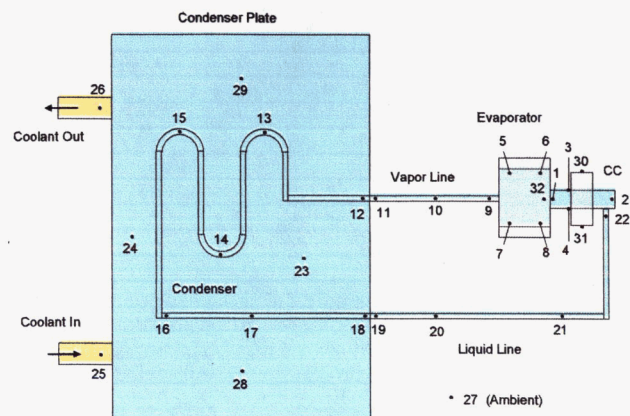 Condenser Plate
26
29
Coolant Out
15
13
Evaporator
5 6 3 30
CC
Vapor Line
32 1
2
12 11 10 9
22
7 8 4 31
24
14
23
Condenser
Coolant In
16 17 18 19 20 21
Liquid Line
25
28
27 (Ambient)